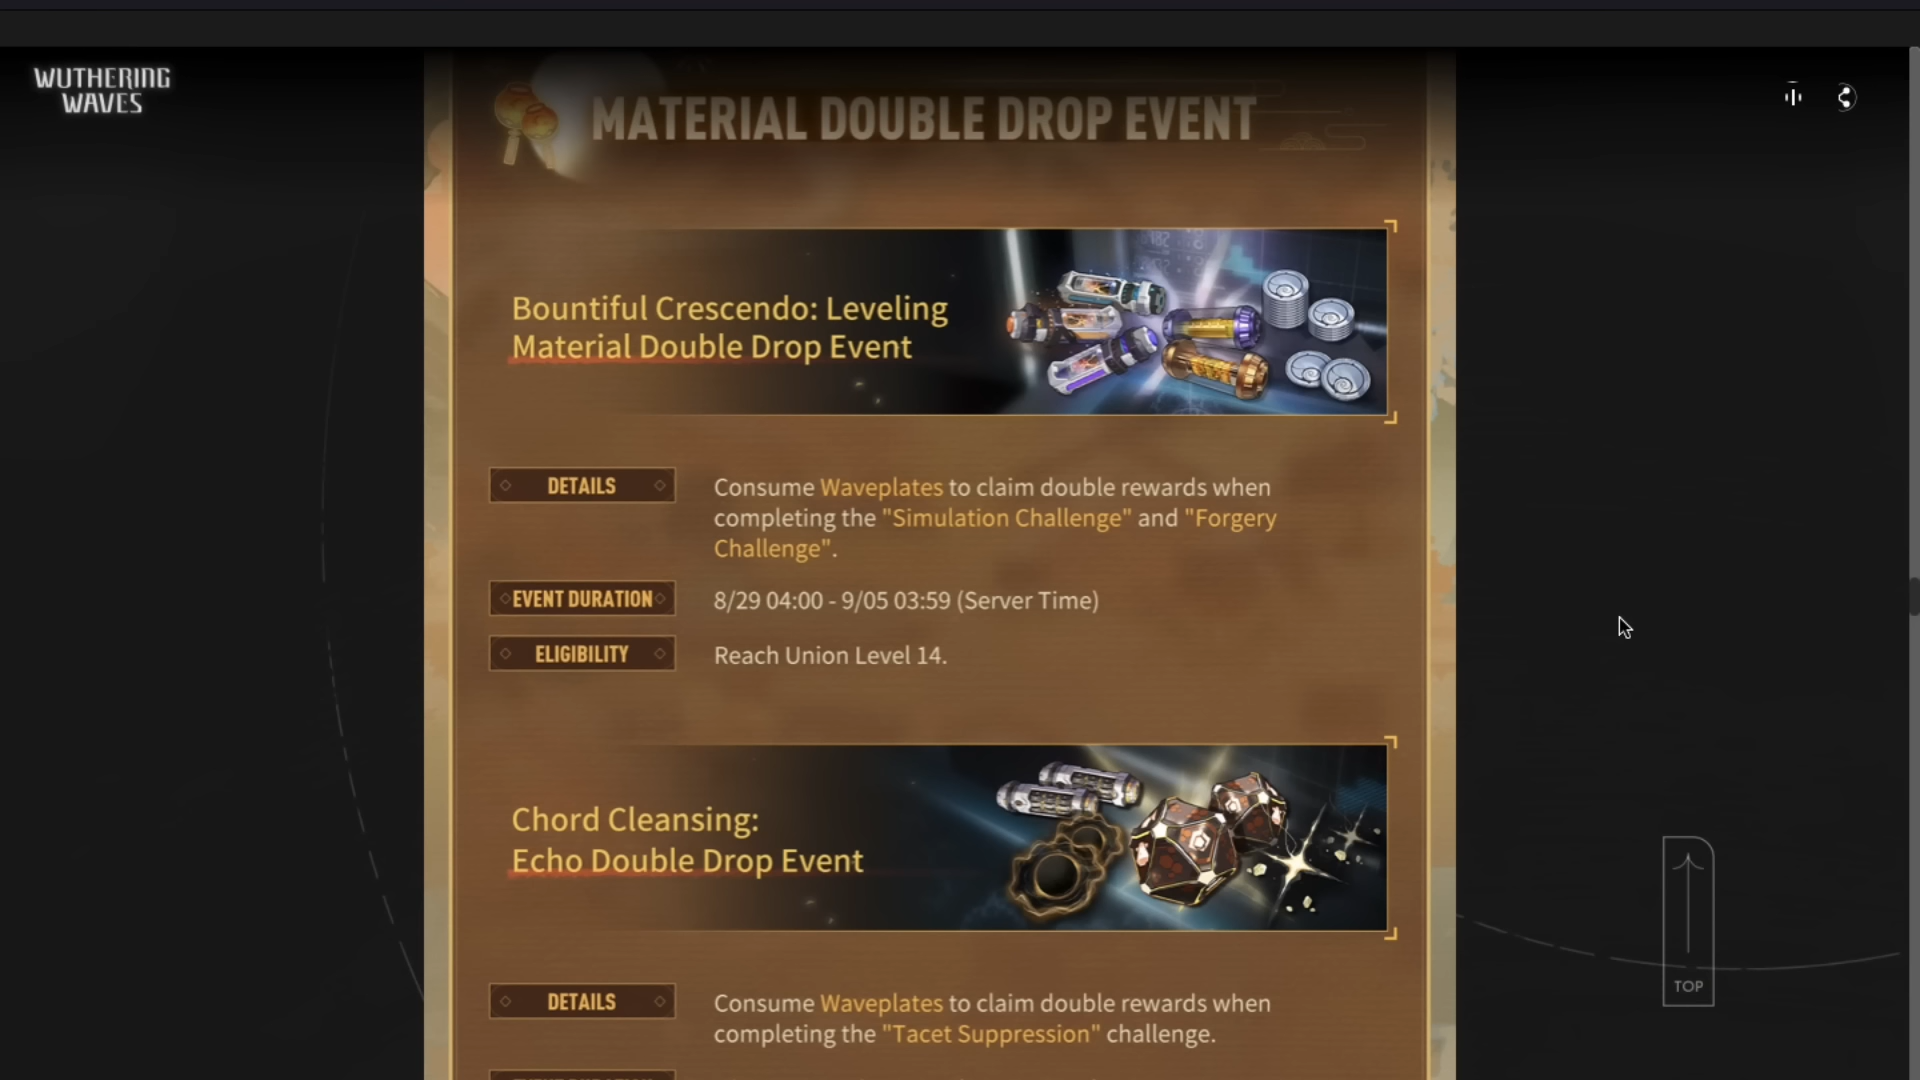 WUTHERING
WAVES
MATERIAL DOUBLE DROP EVENT
Bountiful Crescendo: Leveling
Material Double Drop Event
DETAILS
Consume Waveplates to claim double rewards when
completing the "Simulation Challenge" and "Forgery
Challenge".
EVENT DURATION
8/29 04:00 - 9/05 03:59 (Server Time)
ELIGIBILITY
Reach Union Level 14.
Chord Cleansing:
Echo Double Drop Event
DETAILS
Consume Waveplates to claim double rewards when
completing the "Tacet Suppression" challenge.
TOP